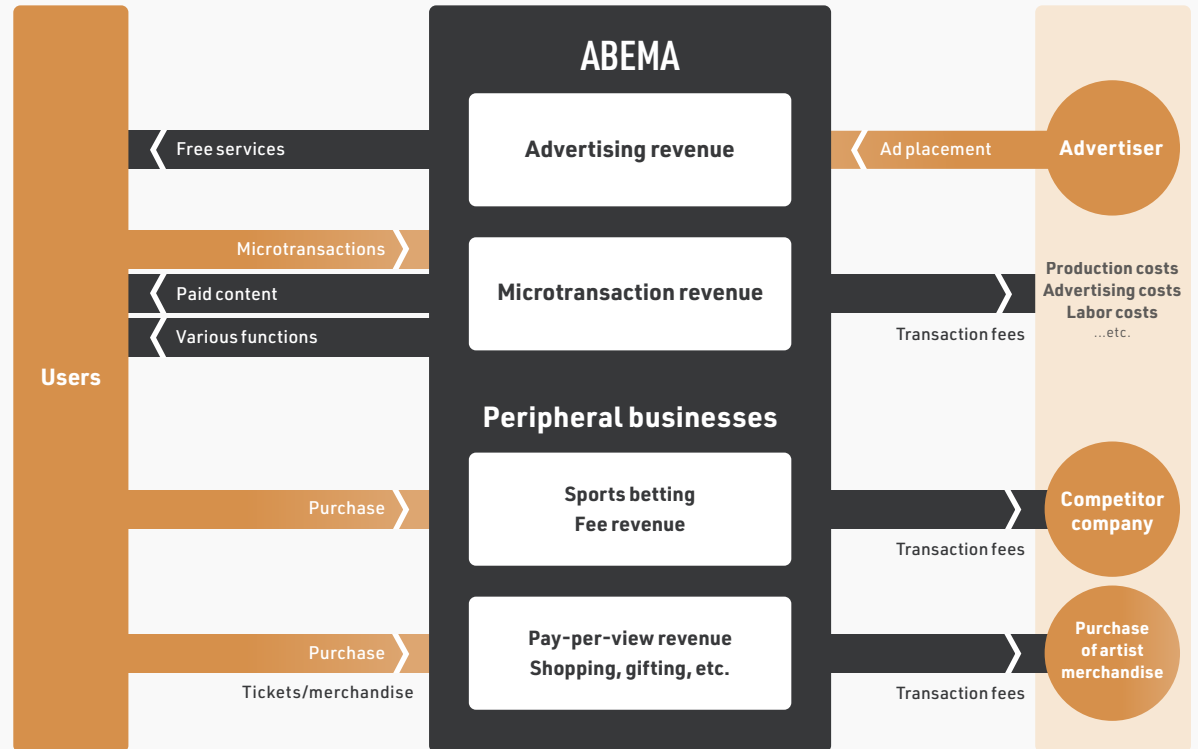 ABEMA
Free services
Advertising revenue
Ad placement
Advertiser
Microtransactions
Paid content
Various functions
Microtransaction revenue
Transaction fees
Production costs
Advertising costs
Labor costs
...etc.
Users
Peripheral businesses
Purchase
Sports betting
Fee revenue
Transaction fees
Competitor
company
Purchase
Tickets/merchandise
Pay-per-view revenue
Shopping, gifting, etc.
Transaction fees
Purchase
of artist
merchandise